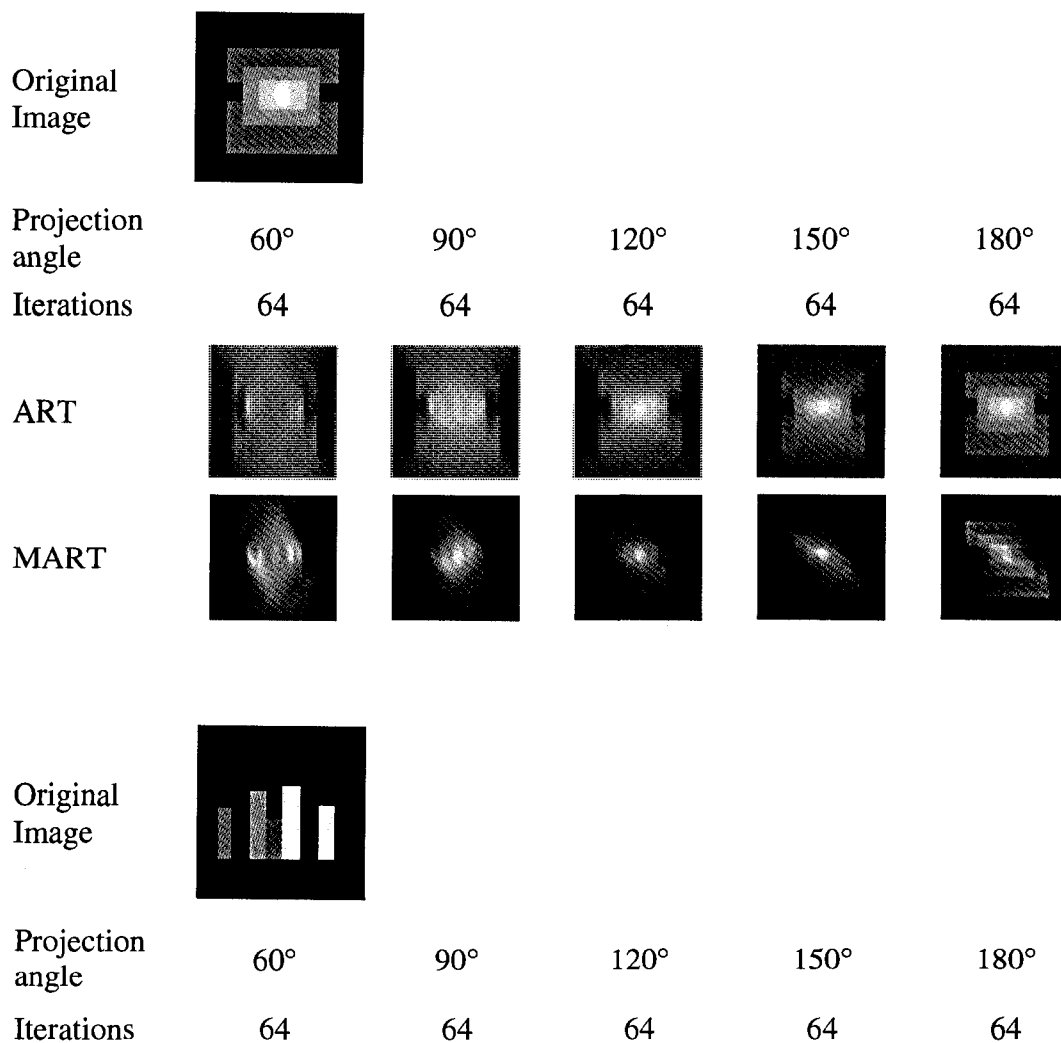 Original
Image
Projection
angle
60° 90° 120° 150° 180°
Iterations 64 64 64 64 64
ART
MART
Original
Image
Projection
angle
60° 90° 120° 150° 180°
Iterations 64 64 64 64 64